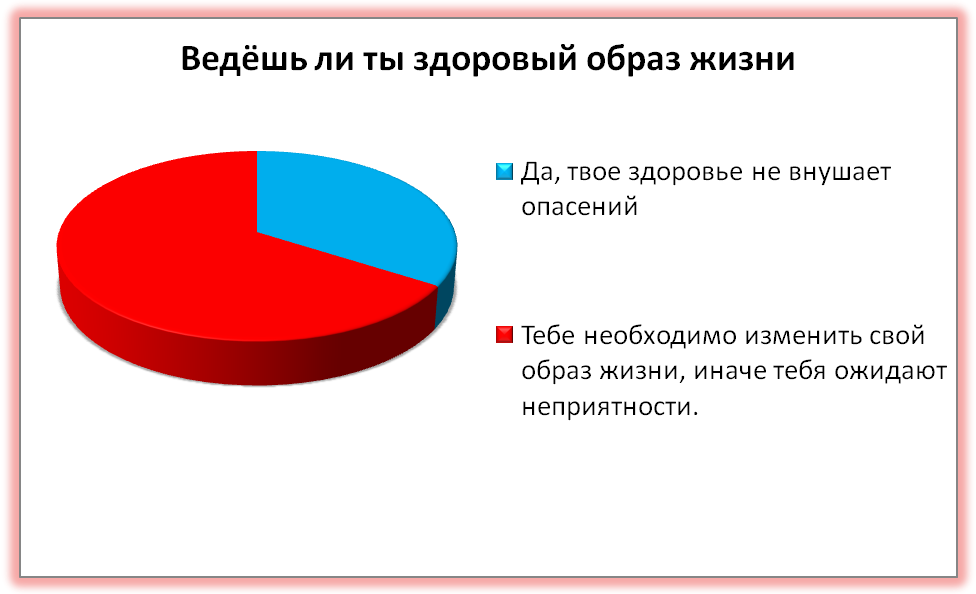 Ведёшь ли ты здоровый образ жизни
Да, твое здоровье не внушает
опасений
Тебе необходимо изменить свой
образ жизни, иначе тебя ожидают
неприятности.